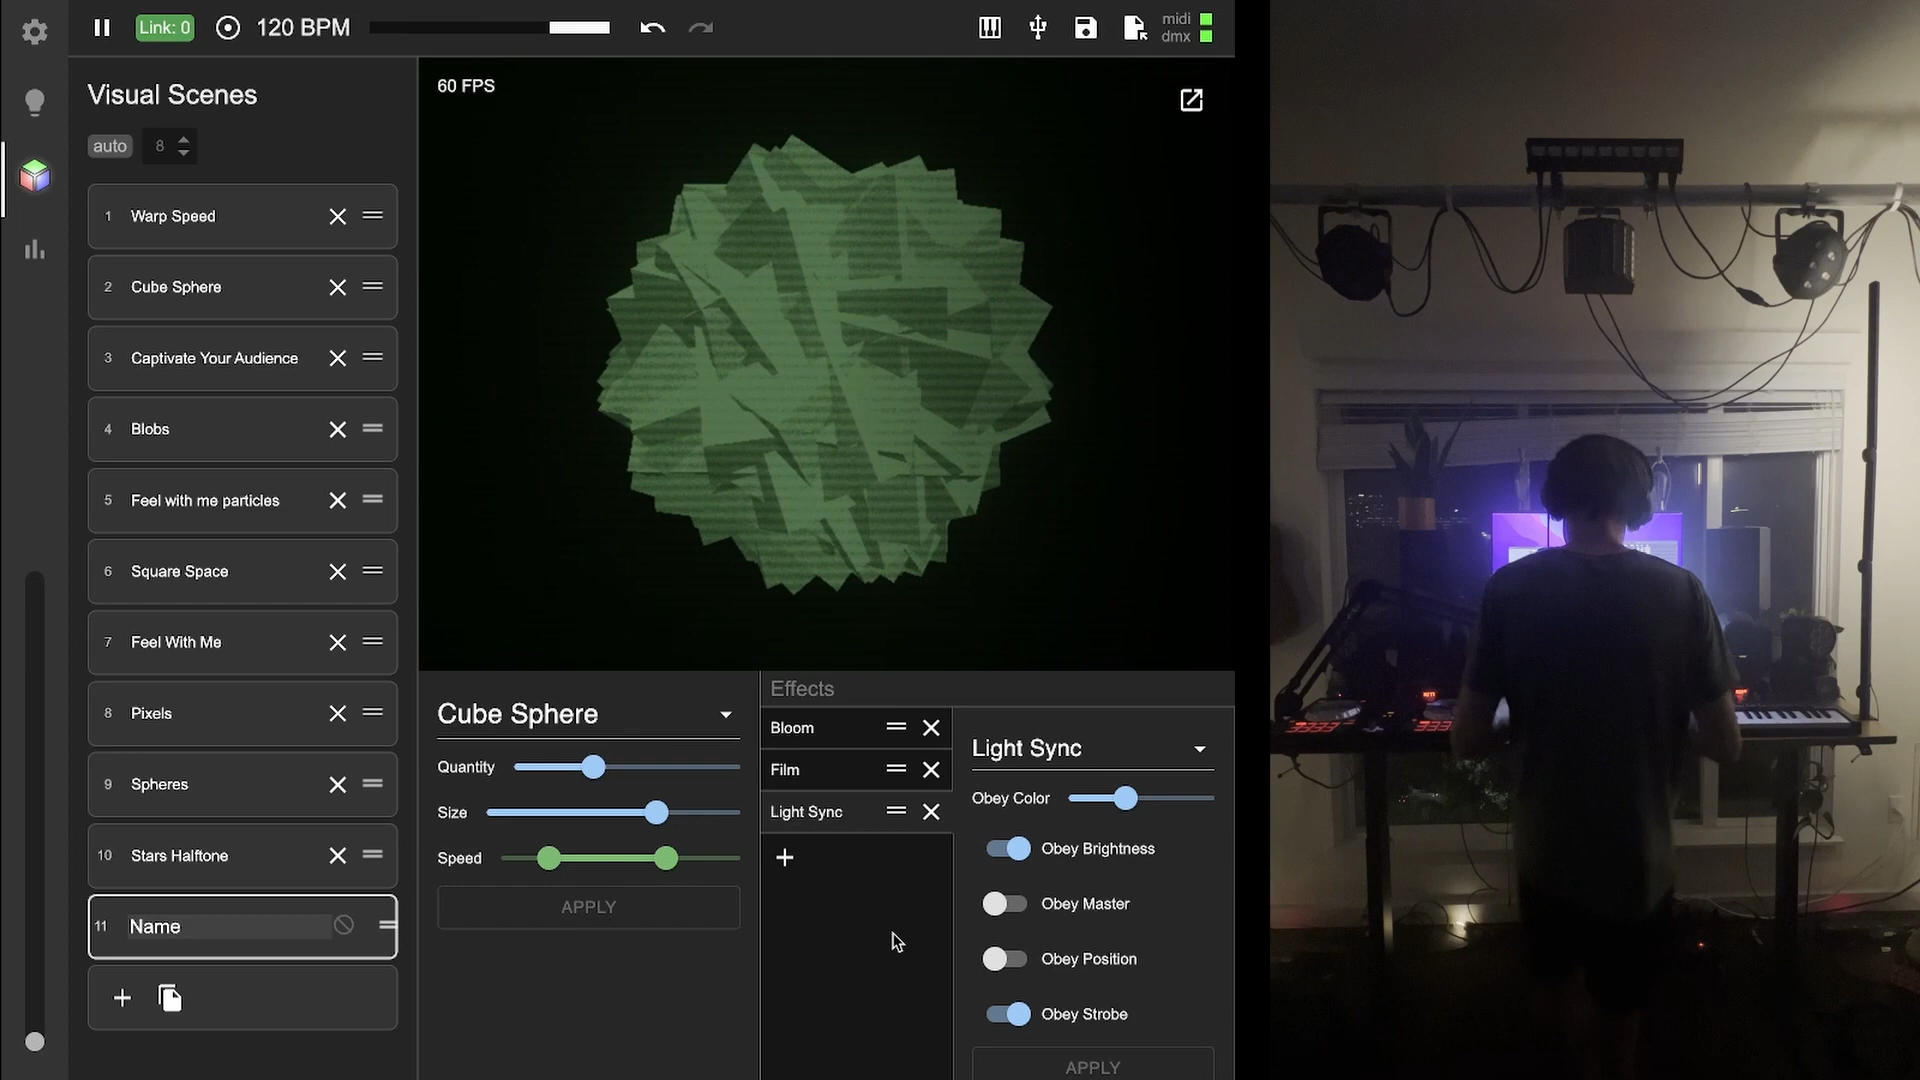 Link: 0
120 BPM
midi
dmx
Visual Scenes
auto
8
1 Warp Speed
2 Cube Sphere
3 Captivate Your Audience
4 Blobs
5 Feel with me particles
6 Square Space
7 Feel With Me
8 Pixels
9 Spheres
10 Stars Halftone
11 Name
60 FPS
Cube Sphere
Quantity
Size
Speed
APPLY
Effects
Bloom
Film
Light Sync
Light Sync
Obey Color
Obey Brightness
Obey Master
Obey Position
Obey Strobe
APPLY